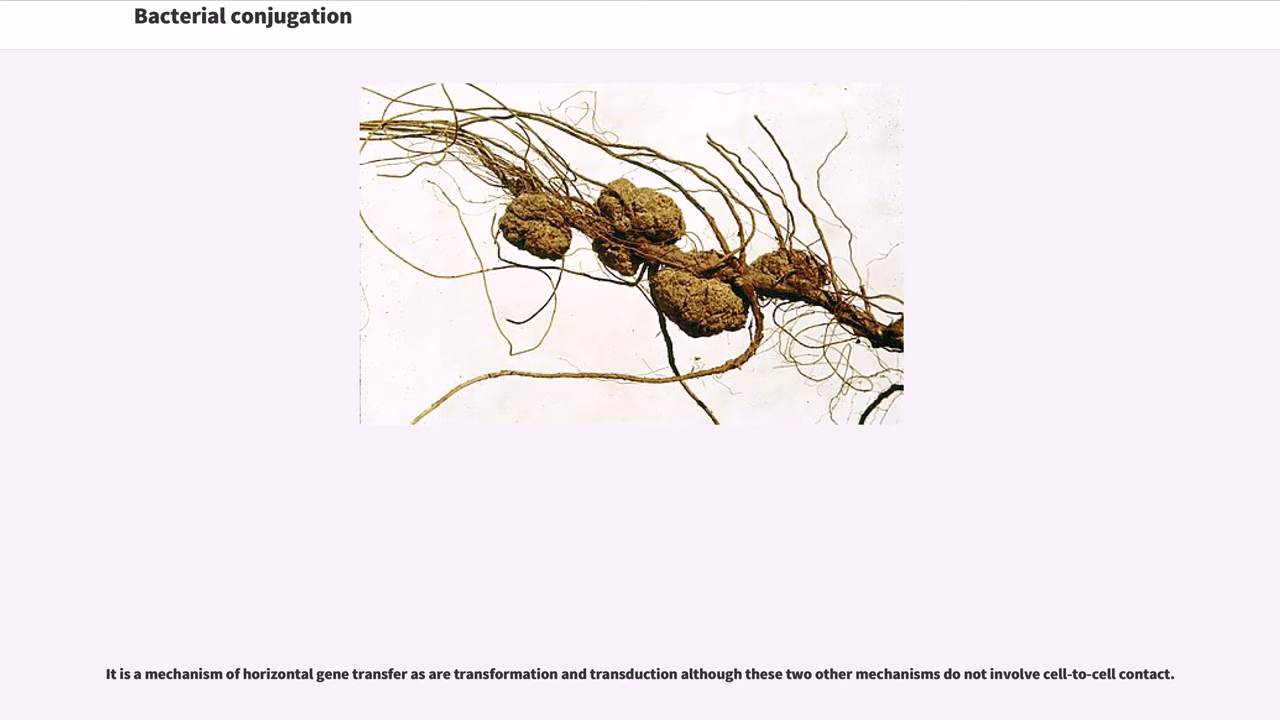 Bacterial conjugation
It is a mechanism of horizontal gene transfer as are transformation and transduction although these two other mechanisms do not involve cell-to-cell contact.